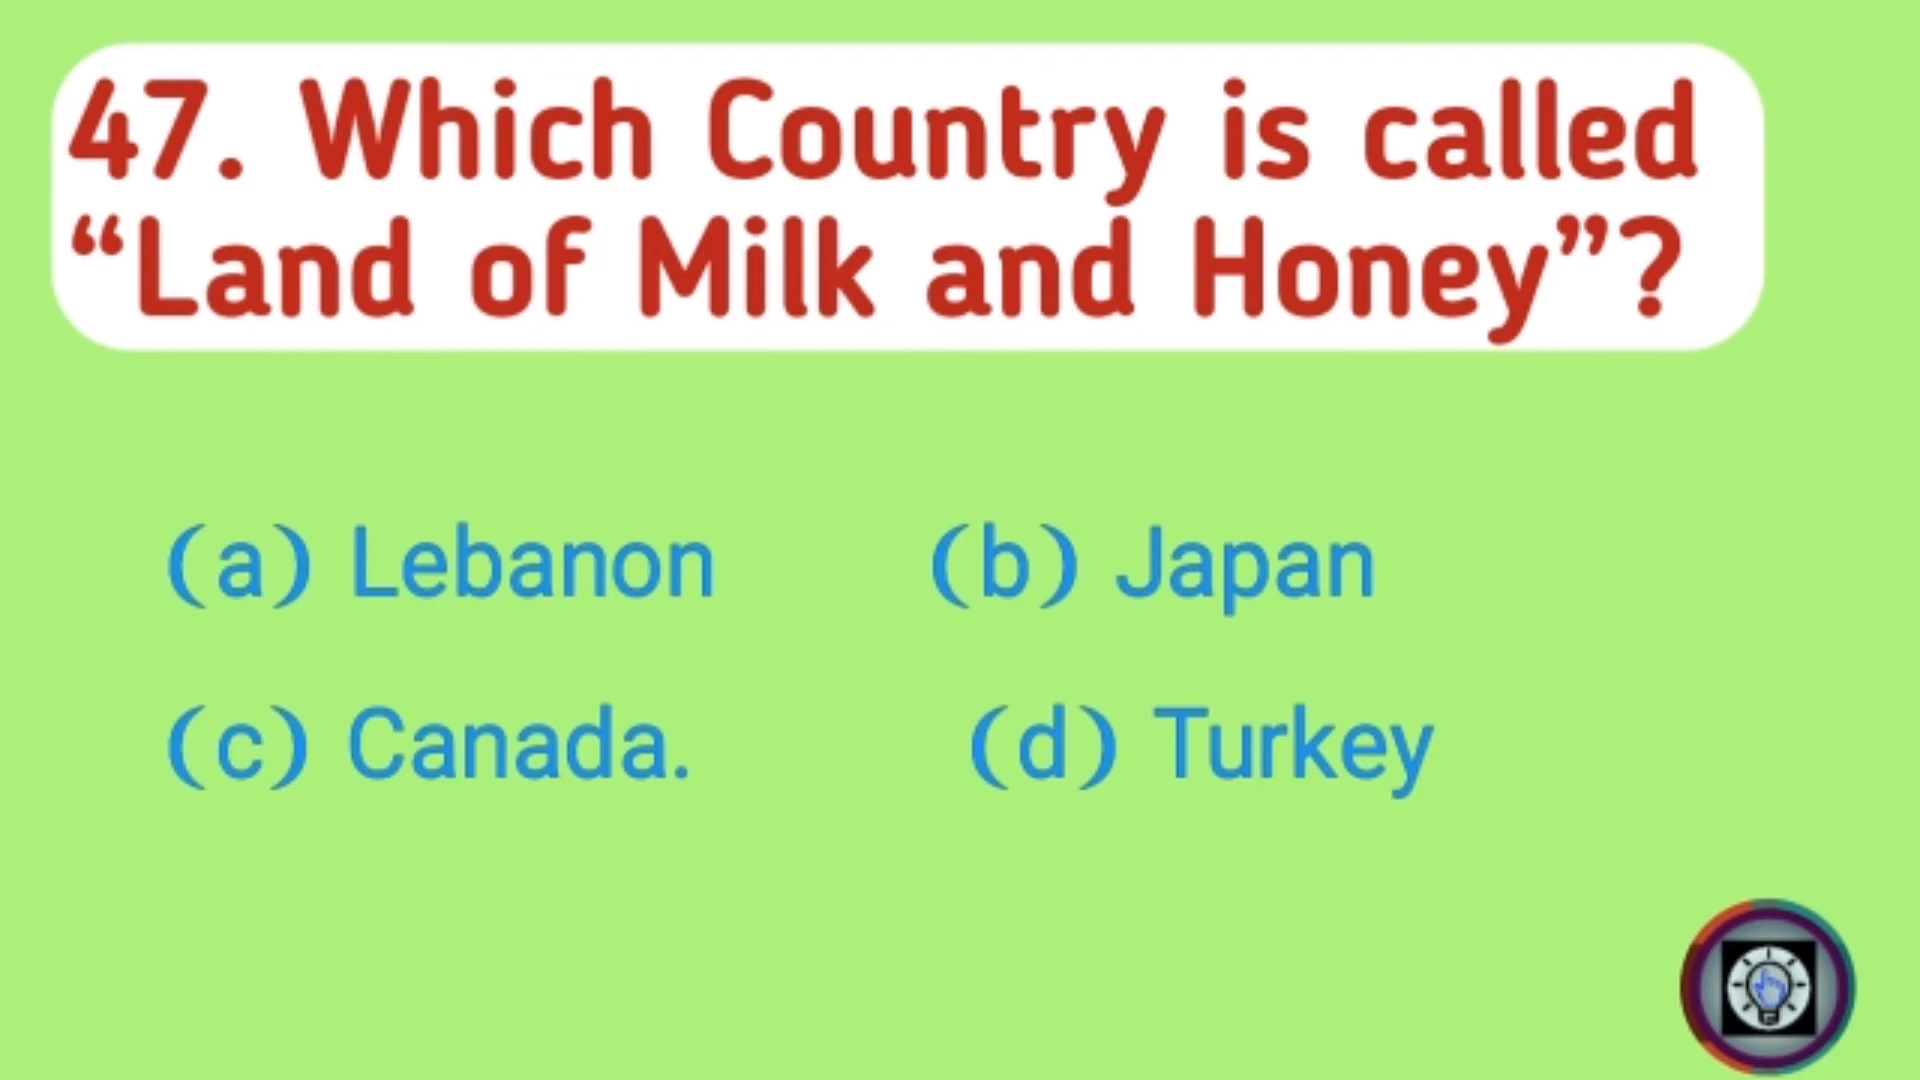 47. Which Country is called
“Land of Milk and Honey”?
(a) Lebanon (b) Japan
(c) Canada. (d) Turkey